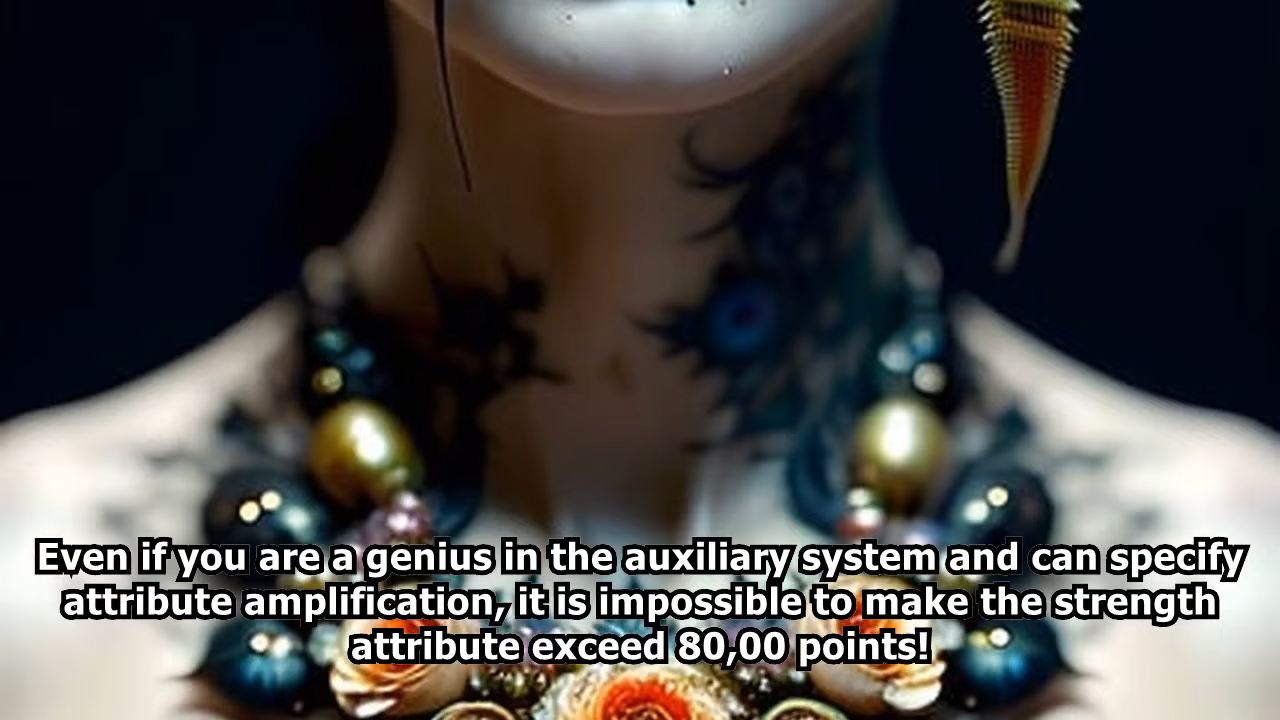 Even if you are a genius in the auxiliary system and can specify
attribute amplification, it is impossible to make the strength
attribute exceed 80,00 points!